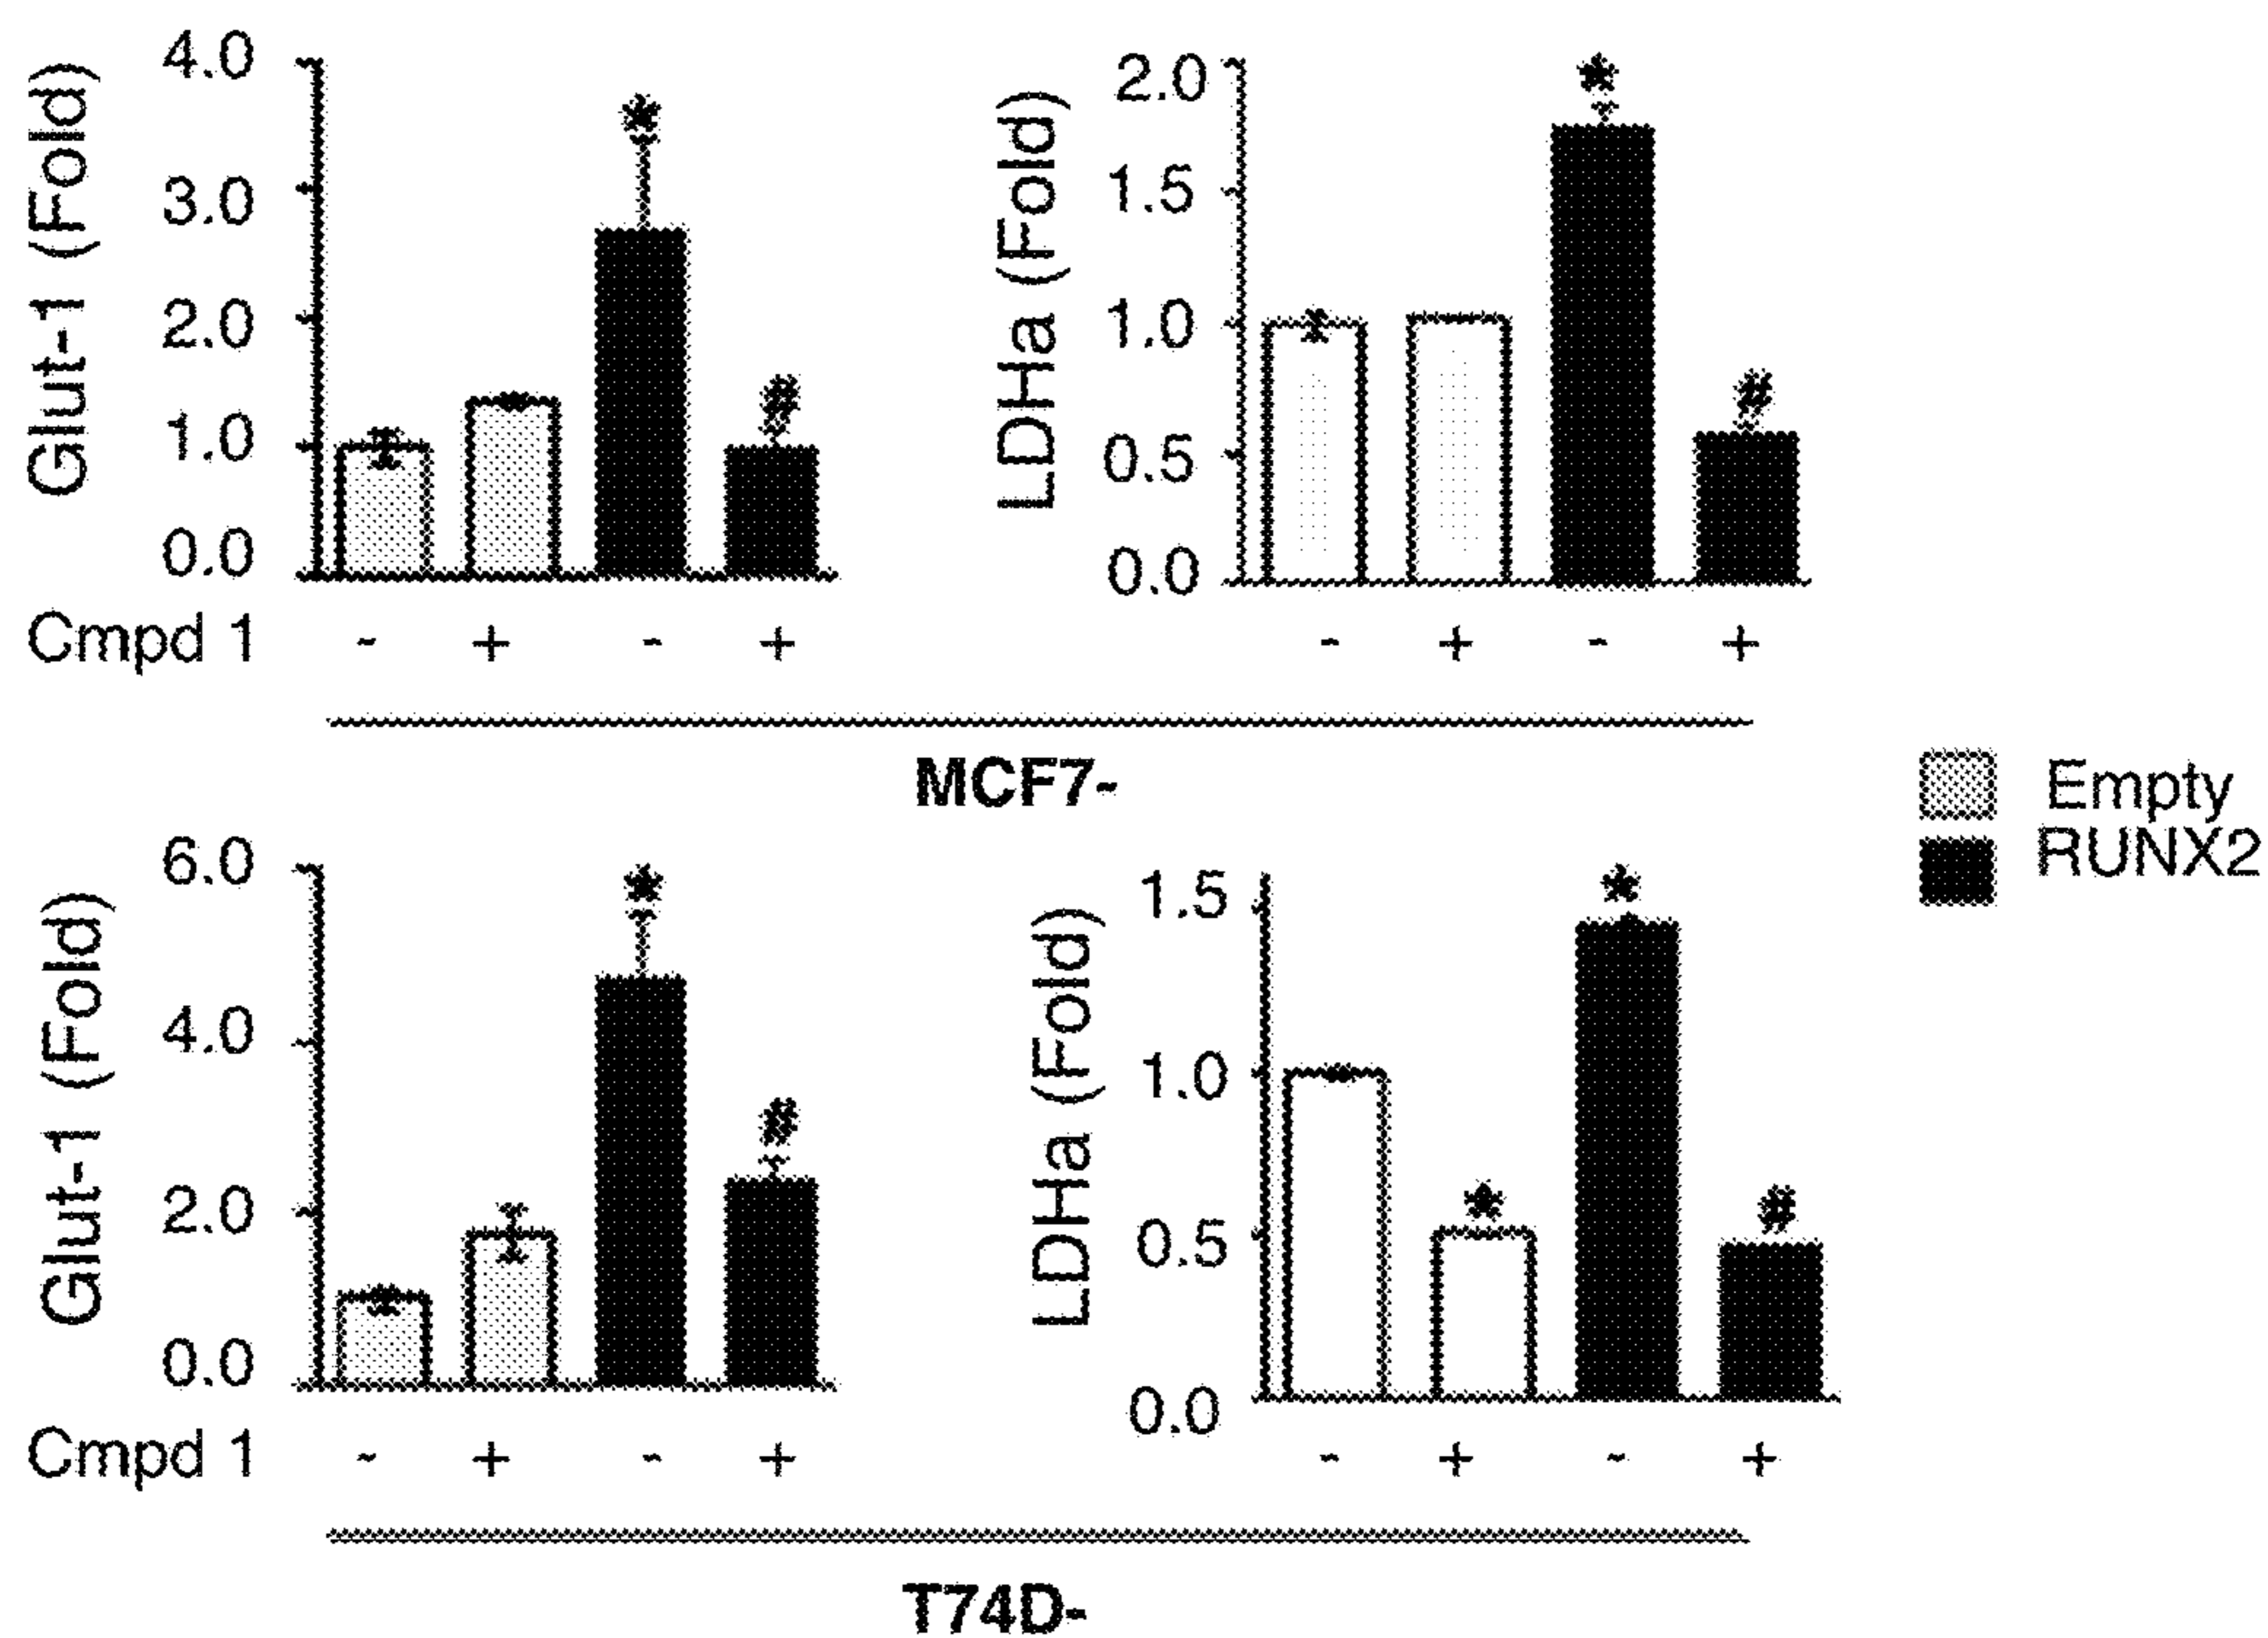 Glut-1 (Fold)
4.0
3.0
2.0
1.0
0.0
*
#
Cmpd 1 - + - +
LDHa (Fold)
2.0
1.5
1.0
0.5
0.0
*
#
- + - +
MCF7-
Empty
RUNX2
Glut-1 (Fold)
6.0
4.0
2.0
0.0
*
#
Cmpd 1 - + - +
LDHa (Fold)
1.5
1.0
0.5
0.0
*
*
#
- + - +
T74D-